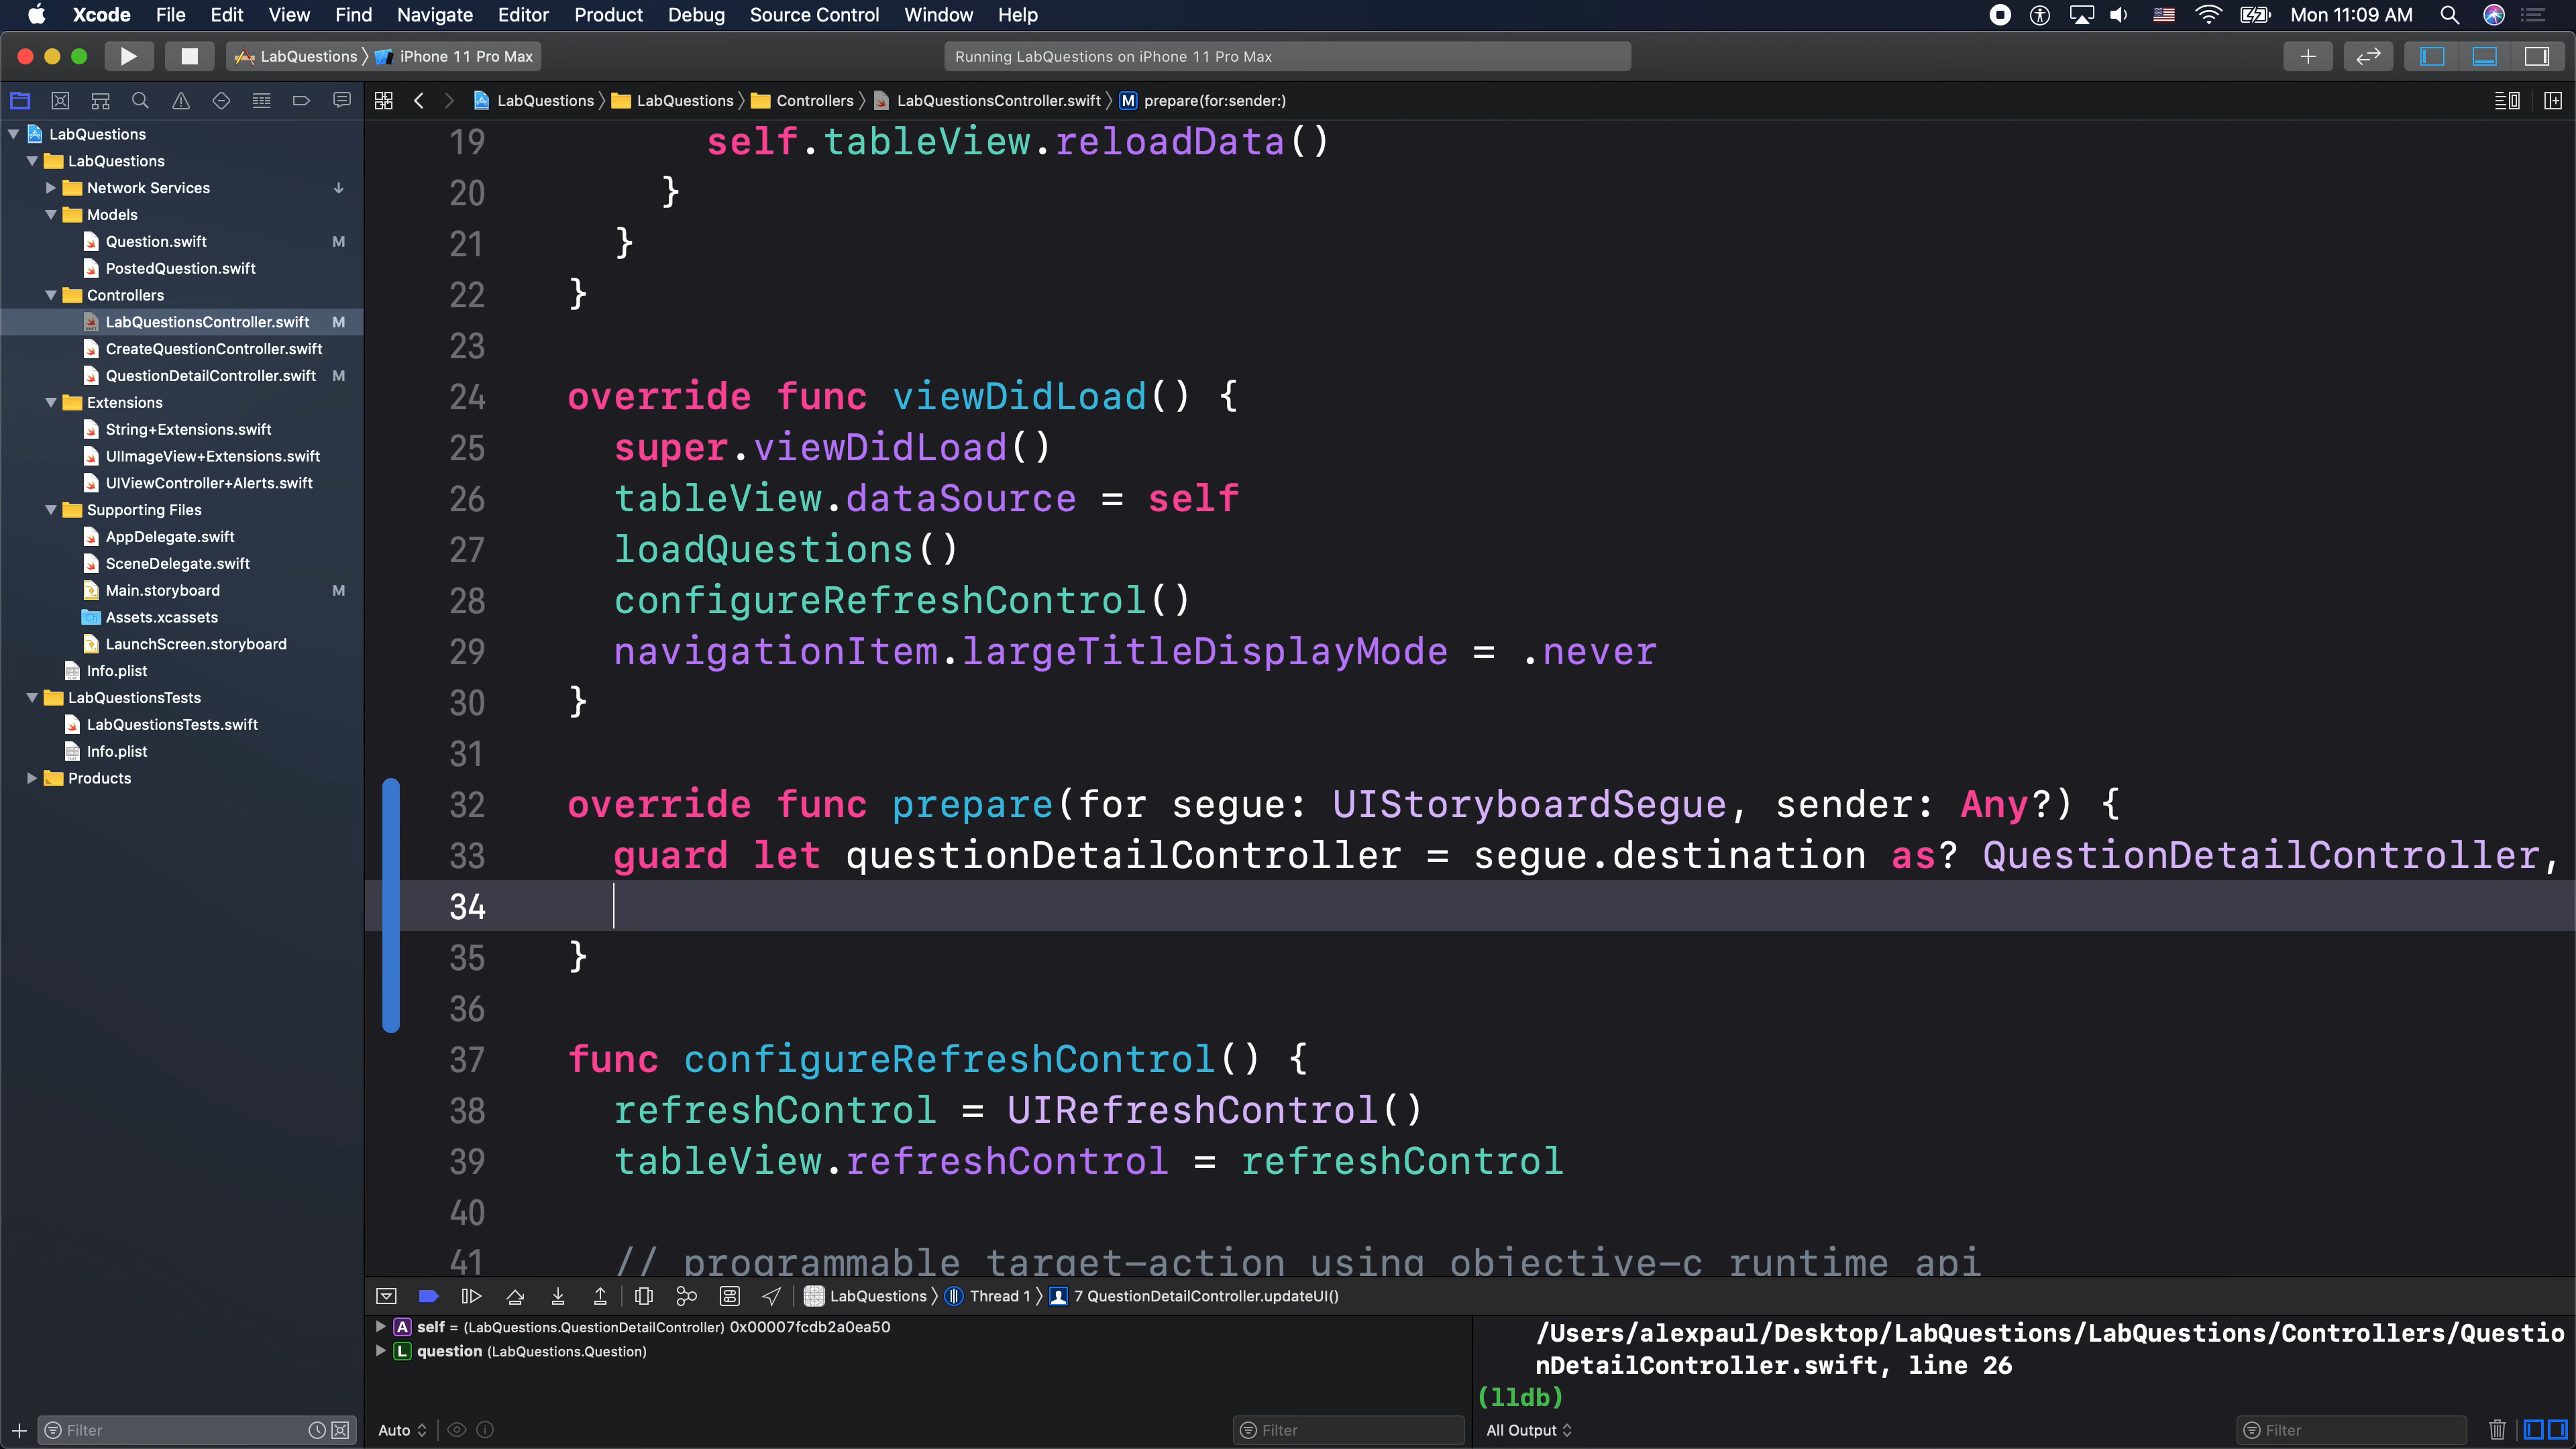 Xcode File Edit View Find Navigate Editor Product Debug Source Control Window Help Mon 11:09 AM
LabQuestions iPhone 11 Pro Max Running LabQuestions on iPhone 11 Pro Max
LabQuestions LabQuestions Controllers LabQuestionsController.swift M prepare(for:sender:)
LabQuestions
LabQuestions
Network Services
Models
Question.swift M
PostedQuestion.swift
Controllers
LabQuestionsController.swift M
CreateQuestionController.swift
QuestionDetailController.swift M
Extensions
String+Extensions.swift
UIImageView+Extensions.swift
UIViewController+Alerts.swift
Supporting Files
AppDelegate.swift
SceneDelegate.swift
Main.storyboard M
Assets.xcassets
LaunchScreen.storyboard
Info.plist
LabQuestionsTests
LabQuestionsTests.swift
Info.plist
Products
Filter
19 self.tableView.reloadData()
20 }
21 }
22 }
23
24 override func viewDidLoad() {
25 super.viewDidLoad()
26 tableView.dataSource = self
27 loadQuestions()
28 configureRefreshControl()
29 navigationItem.largeTitleDisplayMode = .never
30 }
31
32 override func prepare(for segue: UIStoryboardSegue, sender: Any?) {
33 guard let questionDetailController = segue.destination as? QuestionDetailController,
34
35 }
36
37 func configureRefreshControl() {
38 refreshControl = UIRefreshControl()
39 tableView.refreshControl = refreshControl
40
41 // programmable target-action using objective-c runtime api
LabQuestions Thread 1 7 QuestionDetailController.updateUI()
A self = (LabQuestions.QuestionDetailController) 0x00007fcdb2a0ea50
L question (LabQuestions.Question)
Auto Filter
/Users/alexpaul/Desktop/LabQuestions/LabQuestions/Controllers/Questio
nDetailController.swift, line 26
(lldb)
All Output Filter